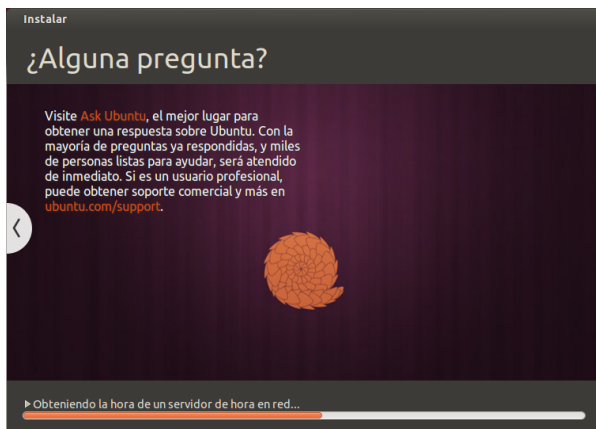 Instalar
¿Alguna pregunta?
Visite Ask Ubuntu, el mejor lugar para
obtener una respuesta sobre Ubuntu. Con la
mayoría de preguntas ya respondidas, y miles
de personas listas para ayudar, será atendido
de inmediato. Si es un usuario profesional,
puede obtener soporte comercial y más en
ubuntu.com/support.
Obteniendo la hora de un servidor de hora en red...